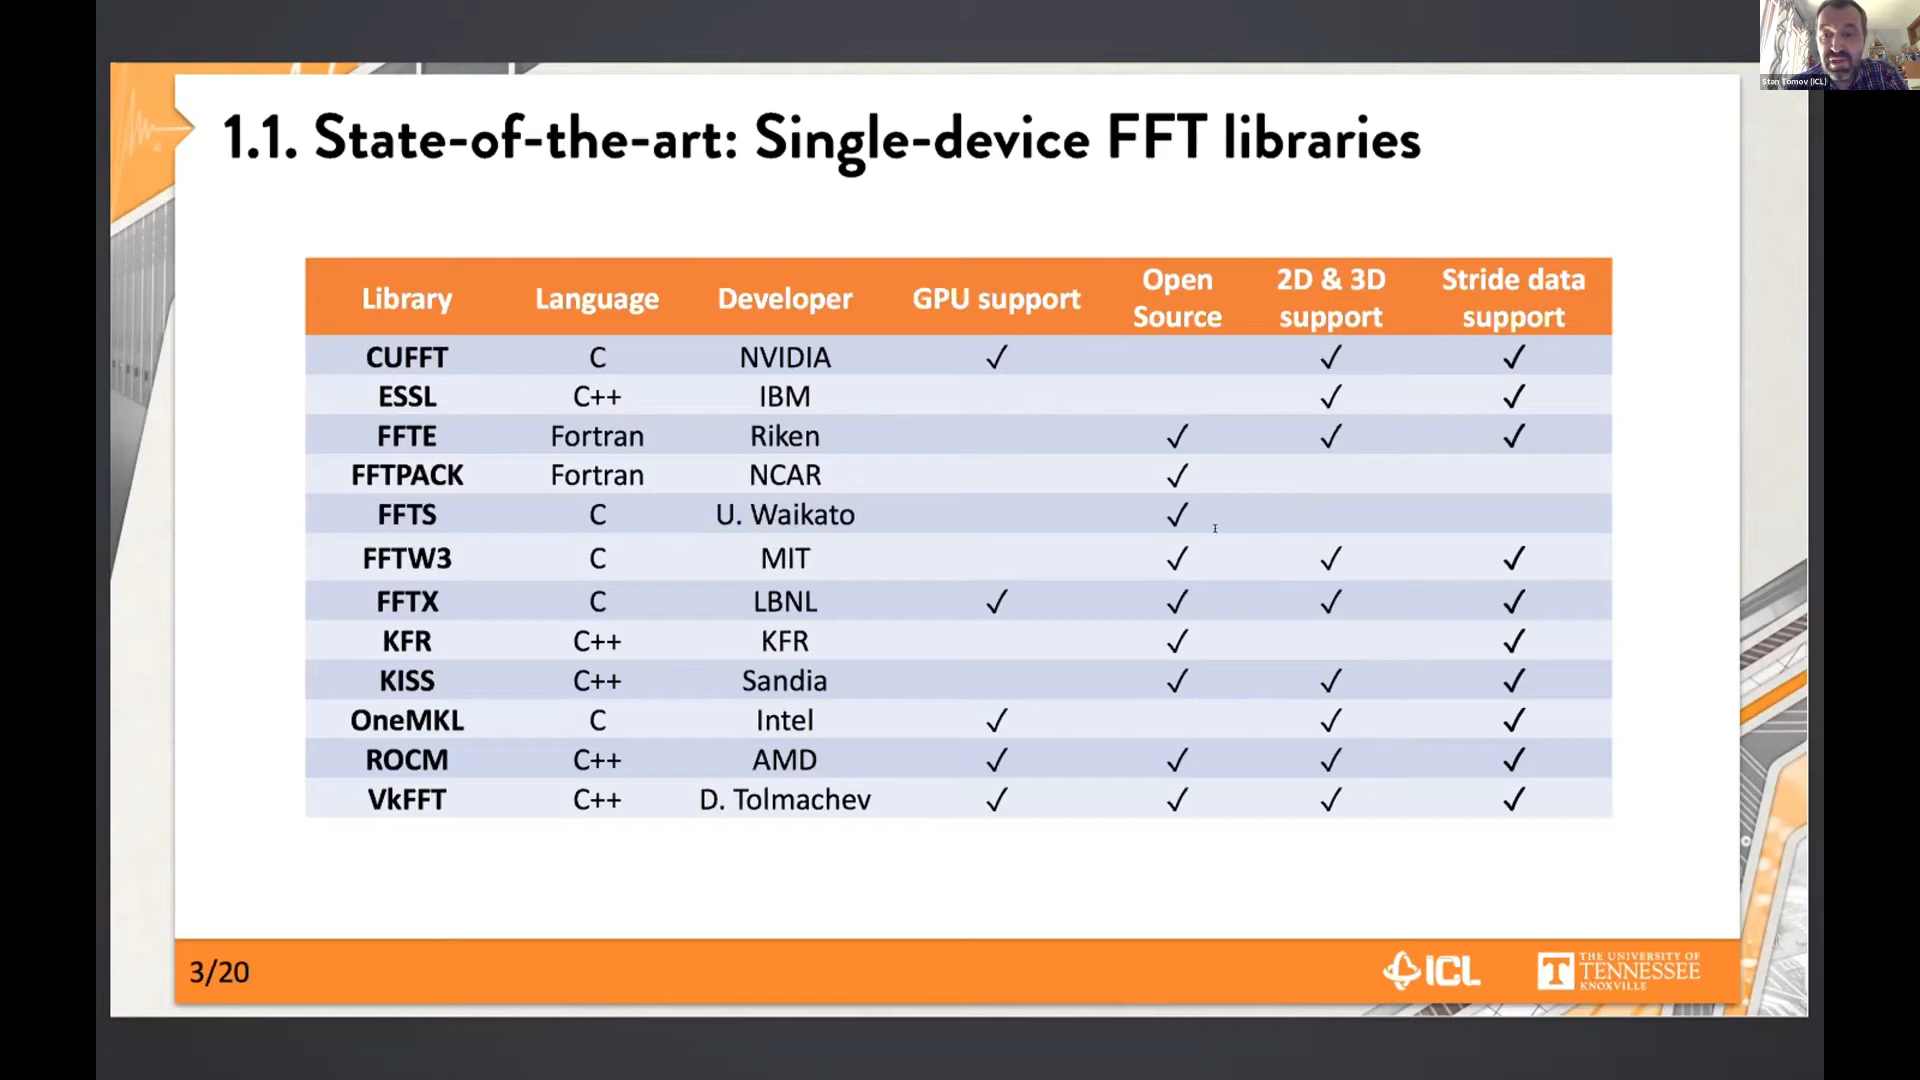 Stan Tomov (ICL)
1.1. State-of-the-art: Single-device FFT libraries
Library Language Developer GPU support Open Source 2D & 3D support Stride data support
CUFFT C NVIDIA ✓ ✓ ✓
ESSL C++ IBM ✓ ✓
FFTE Fortran Riken ✓ ✓ ✓
FFTPACK Fortran NCAR ✓
FFTS C U. Waikato ✓
FFTW3 C MIT ✓ ✓ ✓
FFTX C LBNL ✓ ✓ ✓ ✓
KFR C++ KFR ✓ ✓
KISS C++ Sandia ✓ ✓ ✓
OneMKL C Intel ✓ ✓ ✓
ROCM C++ AMD ✓ ✓ ✓ ✓
VkFFT C++ D. Tolmachev ✓ ✓ ✓ ✓
3/20
ICL
T THE UNIVERSITY OF
TENNESSEE
KNOXVILLE